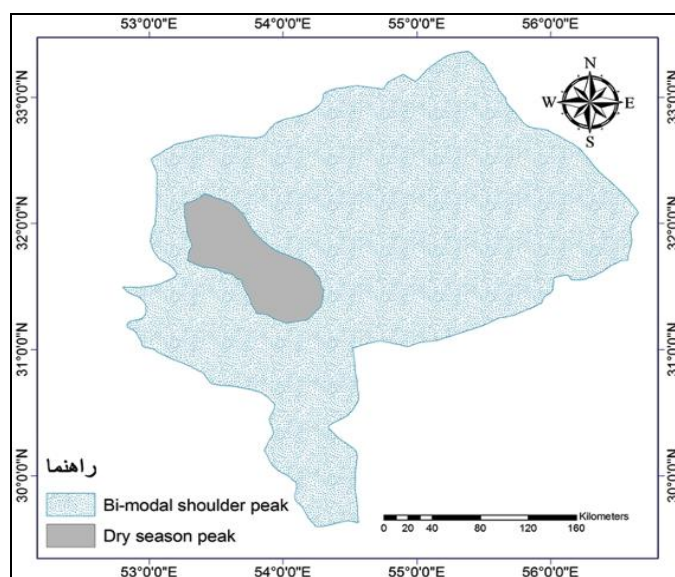 53°0'0"E 54°0'0"E 55°0'0"E 56°0'0"E
N
W E
S
33°0'0"N 33°0'0"N
32°0'0"N 32°0'0"N
31°0'0"N 31°0'0"N
30°0'0"N 30°0'0"N
راهنما
Bi-modal shoulder peak
Dry season peak
Kilometers
0 20 40 80 120 160
53°0'0"E 54°0'0"E 55°0'0"E 56°0'0"E